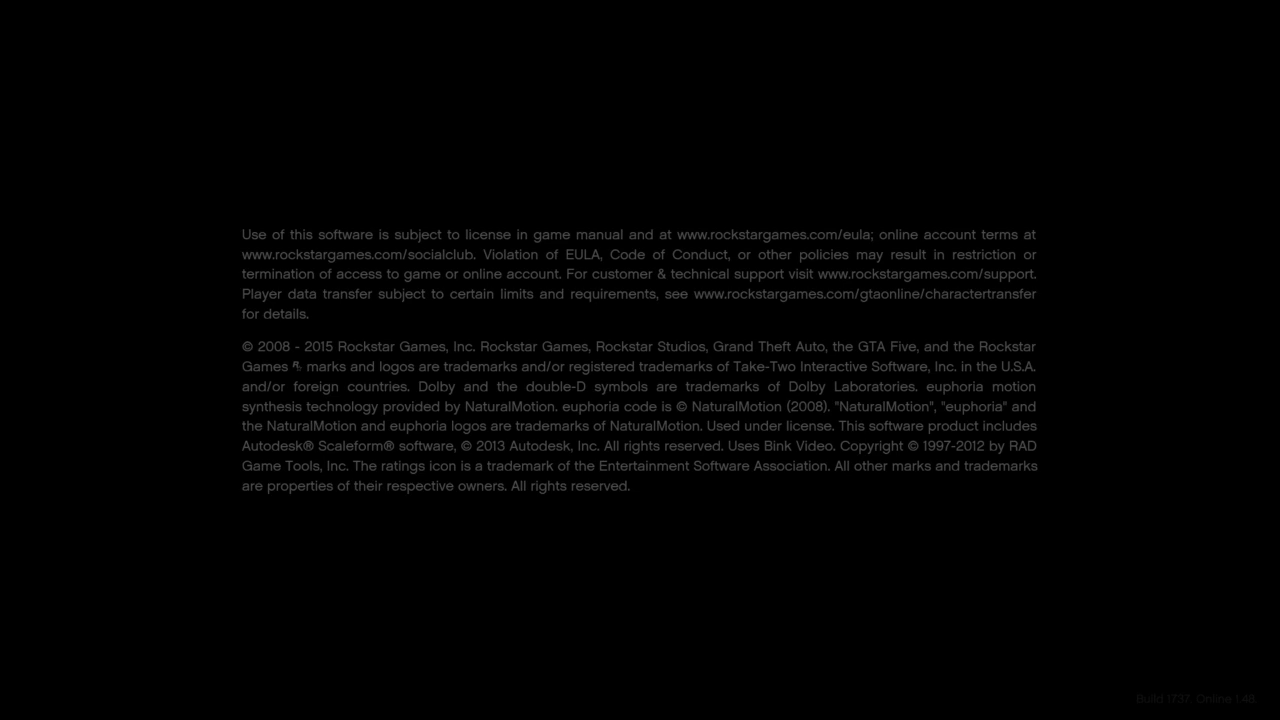 Use of this software is subject to license in game manual and at www.rockstargames.com/eula; online account terms at
www.rockstargames.com/socialclub. Violation of EULA, Code of Conduct, or other policies may result in restriction or
termination of access to game or online account. For customer & technical support visit www.rockstargames.com/support.
Player data transfer subject to certain limits and requirements, see www.rockstargames.com/gtaonline/charactertransfer
for details.
© 2008 - 2015 Rockstar Games, Inc. Rockstar Games, Rockstar Studios, Grand Theft Auto, the GTA Five, and the Rockstar
Games R* marks and logos are trademarks and/or registered trademarks of Take-Two Interactive Software, Inc. in the U.S.A.
and/or foreign countries. Dolby and the double-D symbols are trademarks of Dolby Laboratories. euphoria motion
synthesis technology provided by NaturalMotion. euphoria code is © NaturalMotion (2008). "NaturalMotion", "euphoria" and
the NaturalMotion and euphoria logos are trademarks of NaturalMotion. Used under license. This software product includes
Autodesk® Scaleform® software, © 2013 Autodesk, Inc. All rights reserved. Uses Bink Video. Copyright © 1997-2012 by RAD
Game Tools, Inc. The ratings icon is a trademark of the Entertainment Software Association. All other marks and trademarks
are properties of their respective owners. All rights reserved.
Build 1737, Online 1.48